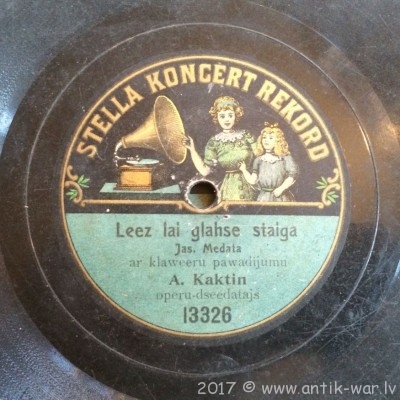 STELLA KONCERT REKORD
Leez lai glahse staiga
Jas. Medata
ar klaweeru pawadijumu
A. Kaktin
operu-dseedatajs
13326
2017 © www.antik-war.lv